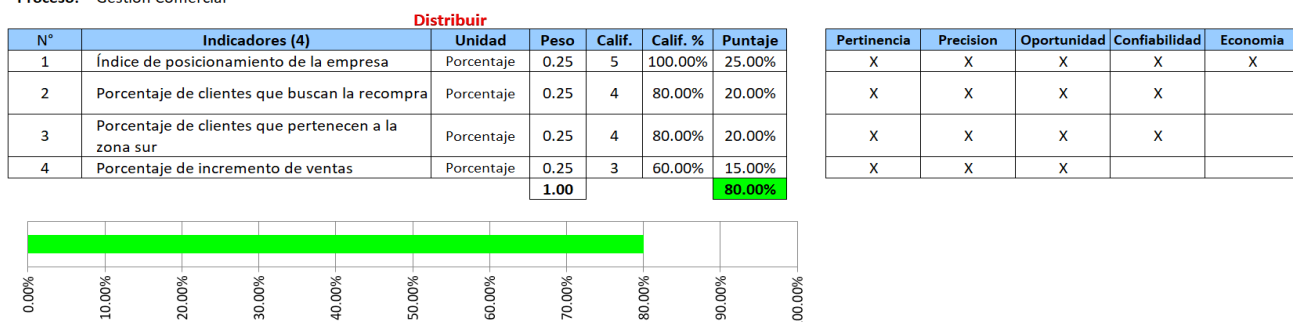 Proceso: Gestión Comercial
Distribuir
N° Indicadores (4) Unidad Peso Calif. Calif. % Puntaje Pertinencia Precision Oportunidad Confiabilidad Economia
1 Índice de posicionamiento de la empresa Porcentaje 0.25 5 100.00% 25.00% X X X X X
2 Porcentaje de clientes que buscan la recompra Porcentaje 0.25 4 80.00% 20.00% X X X X
3 Porcentaje de clientes que pertenecen a la zona sur Porcentaje 0.25 4 80.00% 20.00% X X X X
4 Porcentaje de incremento de ventas Porcentaje 0.25 3 60.00% 15.00% X X X
1.00 80.00%
0.00% 10.00% 20.00% 30.00% 40.00% 50.00% 60.00% 70.00% 80.00% 90.00% 00.00%